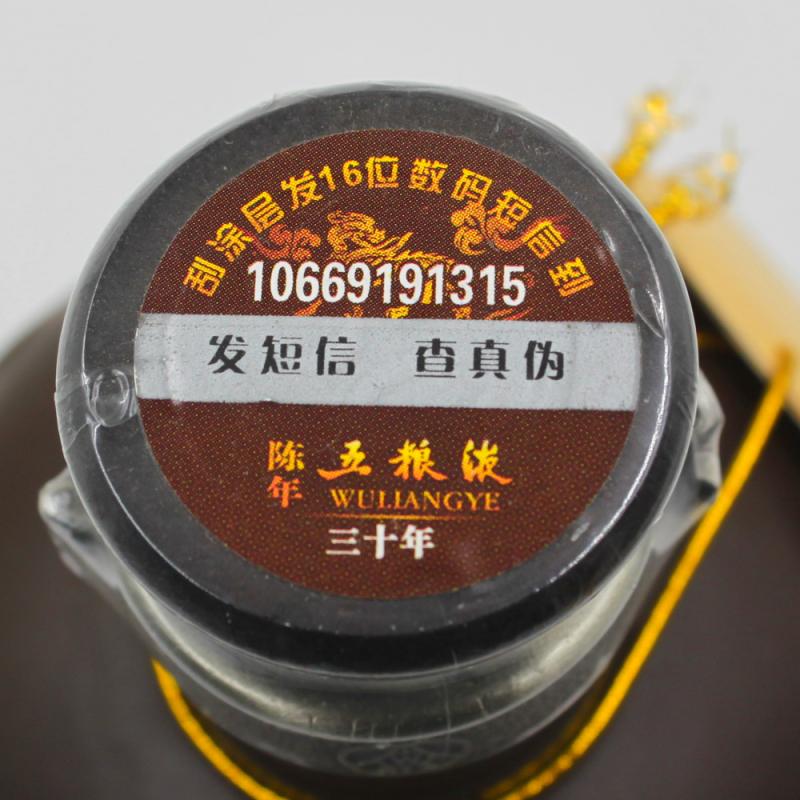 刮涂层发16位数码短信到
10669191315
发短信 查真伪
陈年 五粮液
WULIANGYE
三十年